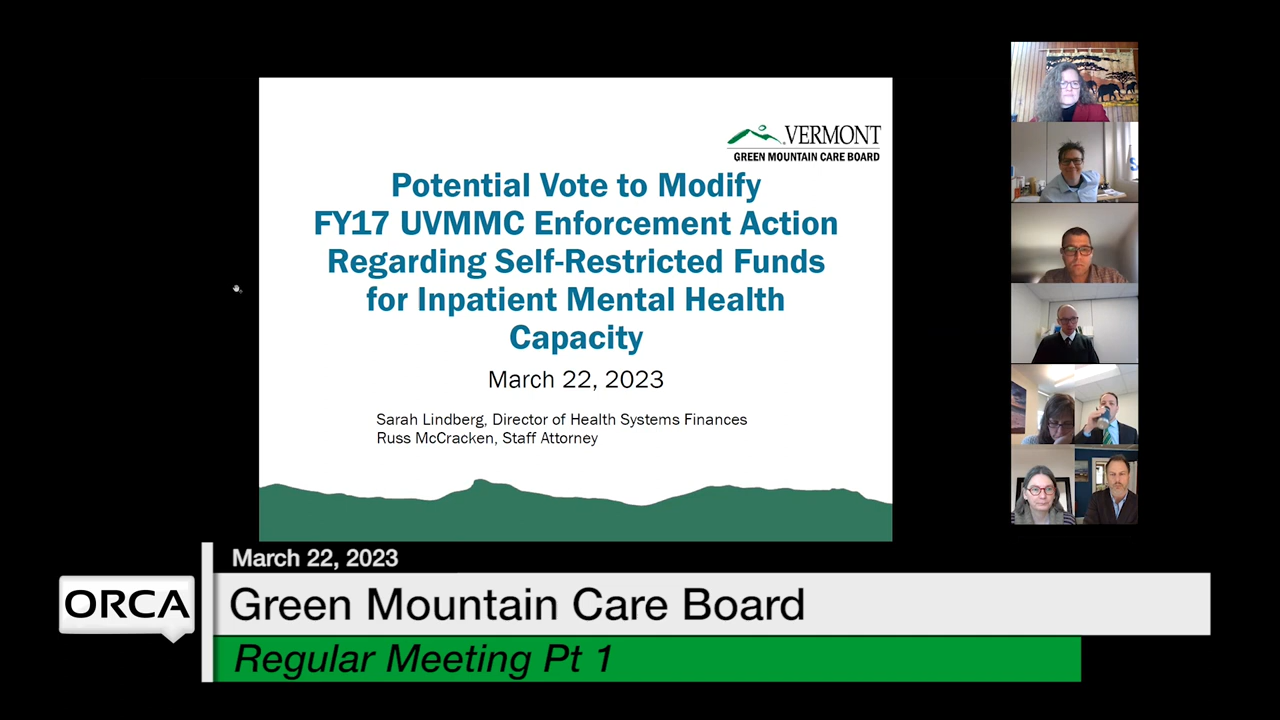 VERMONT
GREEN MOUNTAIN CARE BOARD
Potential Vote to Modify
FY17 UVMMC Enforcement Action
Regarding Self-Restricted Funds
for Inpatient Mental Health
Capacity
March 22, 2023
Sarah Lindberg, Director of Health Systems Finances
Russ McCracken, Staff Attorney
March 22, 2023
ORCA
Green Mountain Care Board
Regular Meeting Pt 1